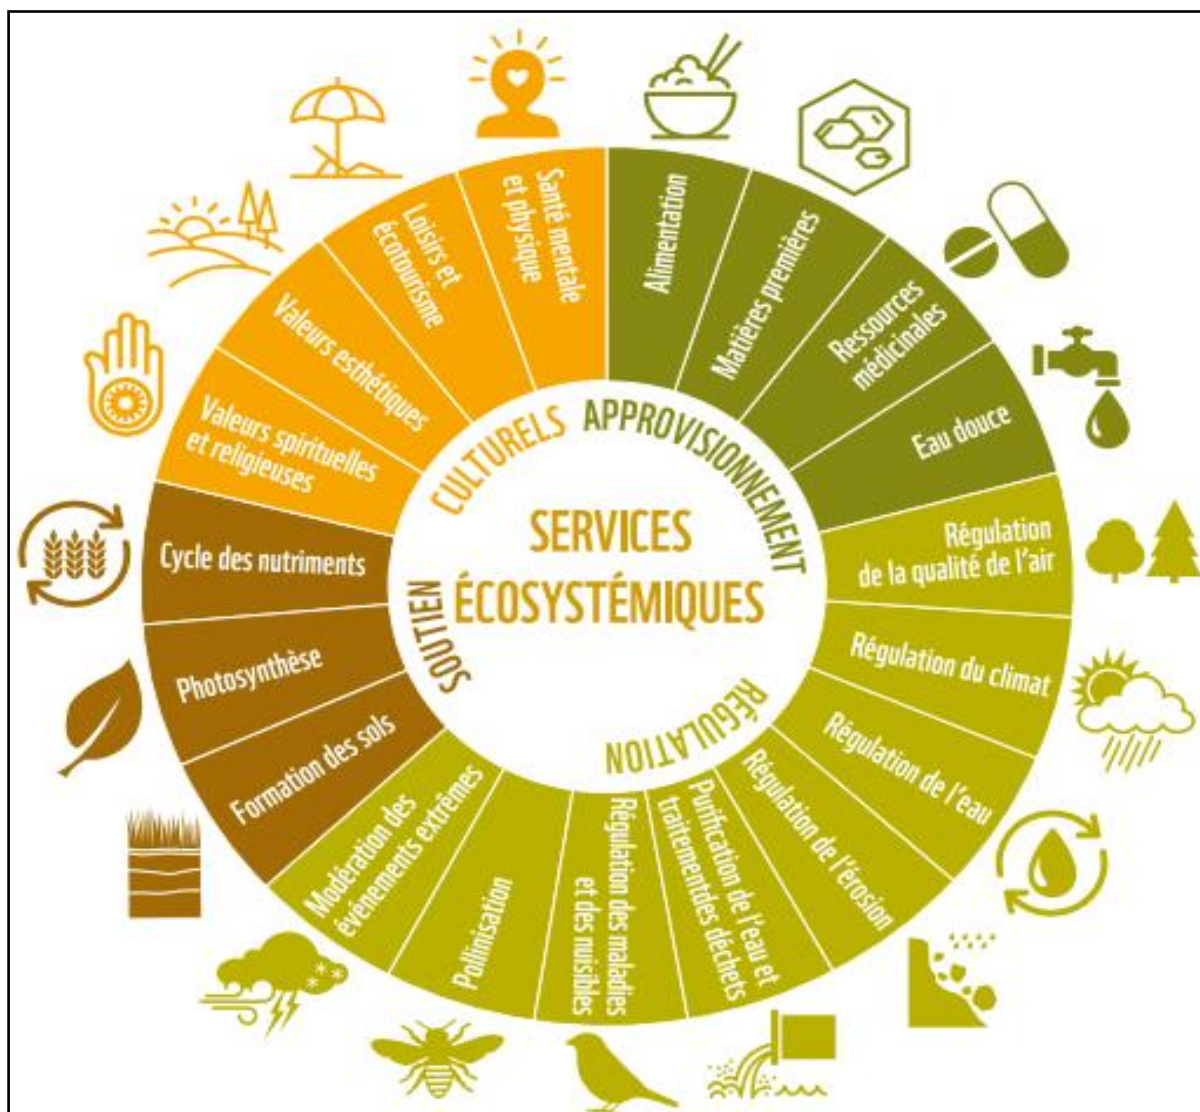 SERVICES
ÉCOSYSTÉMIQUES
APPROVISIONNEMENT
Alimentation
Matières premières
Ressources
médicinales
Eau douce
RÉGULATION
Régulation
de la qualité de l'air
Régulation du climat
Régulation de l'eau
Régulation de l'érosion
Purification de l'eau et
traitementdes déchets
Régulation des maladies
et des nuisibles
Pollinisation
Modération des
événements extrêmes
SOUTIEN
Formation des sols
Photosynthèse
Cycle des nutriments
CULTURELS
Valeurs spirituelles
et religieuses
Valeurs esthétiques
Loisirs et
écotourisme
Santé mentale
et physique